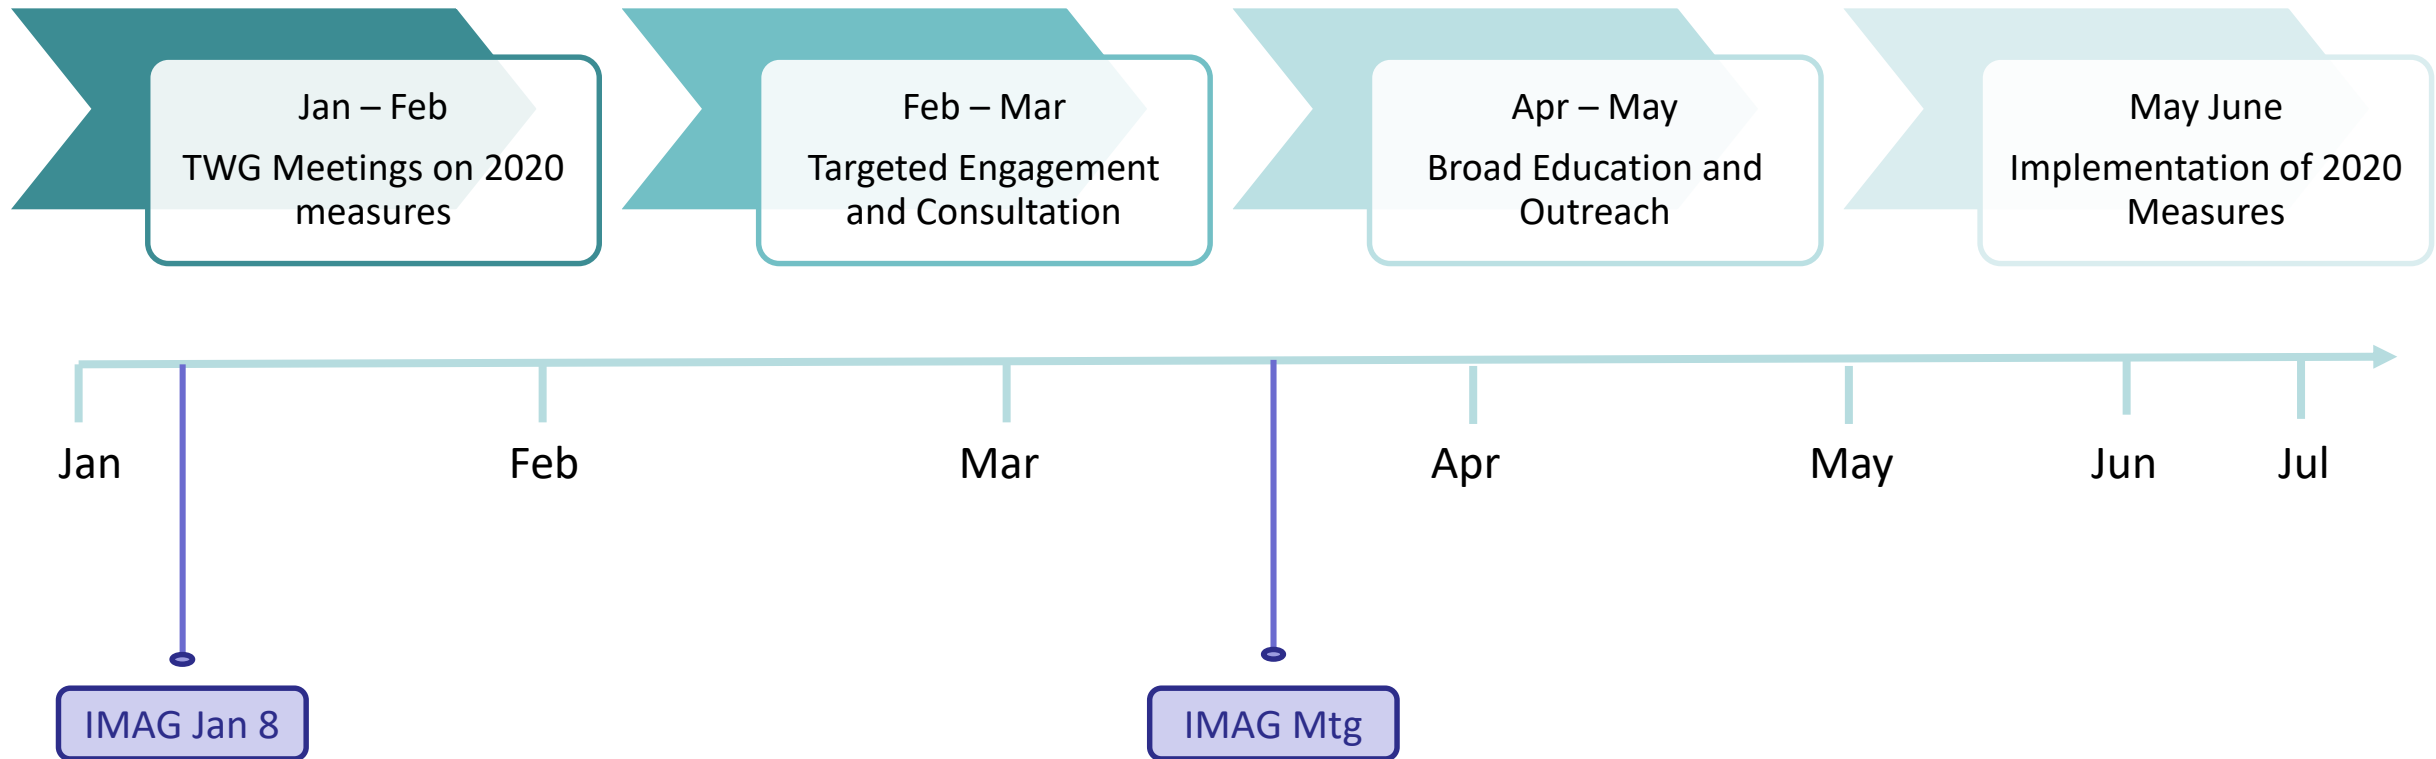 Jan – Feb
TWG Meetings on 2020
measures
Feb – Mar
Targeted Engagement
and Consultation
Apr – May
Broad Education and
Outreach
May June
Implementation of 2020
Measures
Jan
Feb
Mar
Apr
May
Jun
Jul
IMAG Jan 8
IMAG Mtg